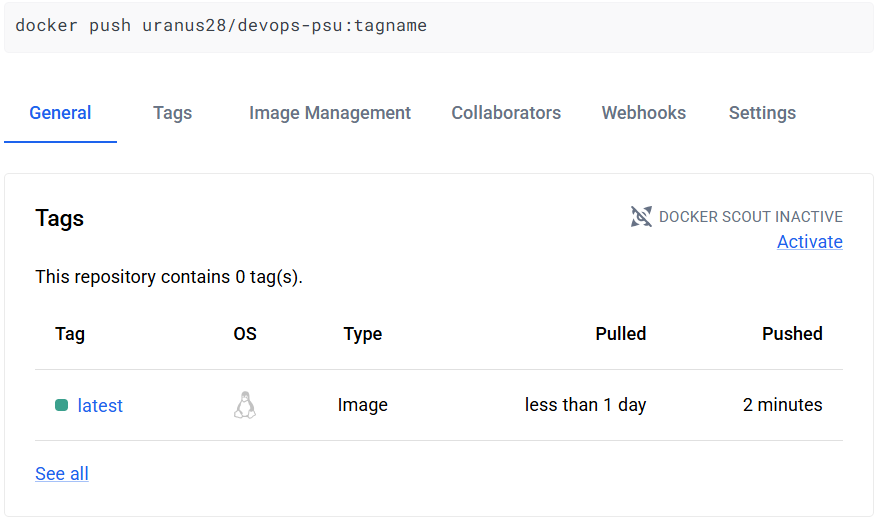 docker push uranus28/devops-psu:tagname
General Tags Image Management Collaborators Webhooks Settings
Tags
DOCKER SCOUT INACTIVE
Activate
This repository contains 0 tag(s).
Tag OS Type Pulled Pushed
latest Image less than 1 day 2 minutes
See all